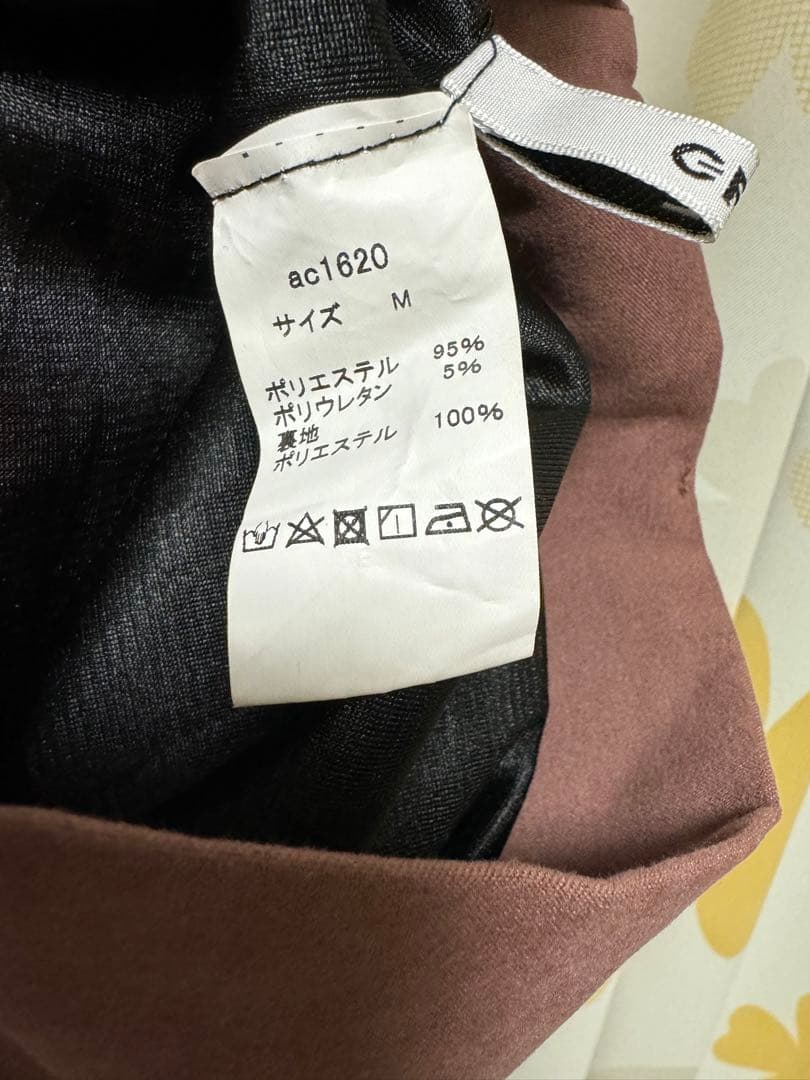 ac1620
サイズ M
ポリエステル 95%
ポリウレタン 5%
裏地
ポリエステル 100%